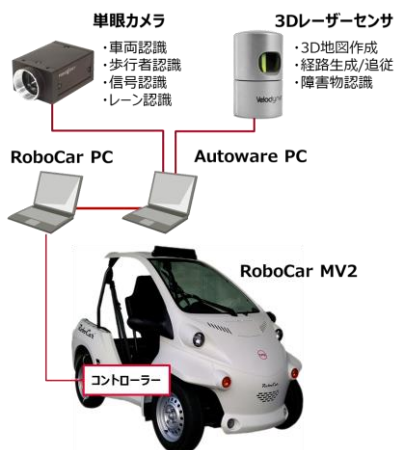 単眼カメラ
・車両認識
・歩行者認識
・信号認識
・レーン認識
3Dレーザーセンサ
・3D地図作成
・経路生成/追従
・障害物認識
Velodyne
RoboCar PC
Autoware PC
RoboCar MV2
コントローラー
RoboCar
RoboCar